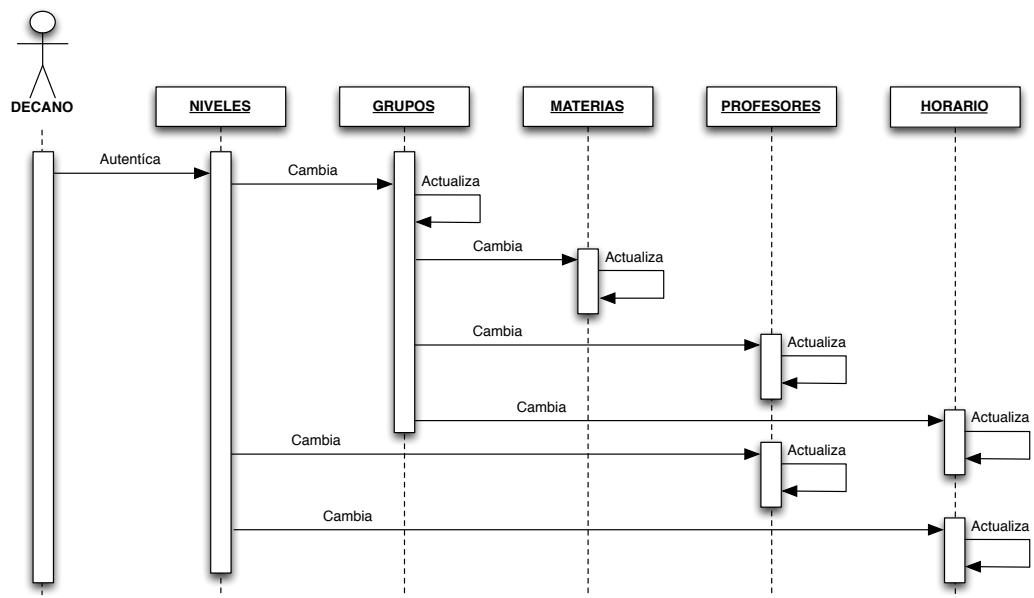 DECANO
NIVELES
GRUPOS
MATERIAS
PROFESORES
HORARIO
Autentíca
Cambia
Actualiza
Cambia
Actualiza
Cambia
Actualiza
Cambia
Actualiza
Cambia
Actualiza
Cambia
Actualiza